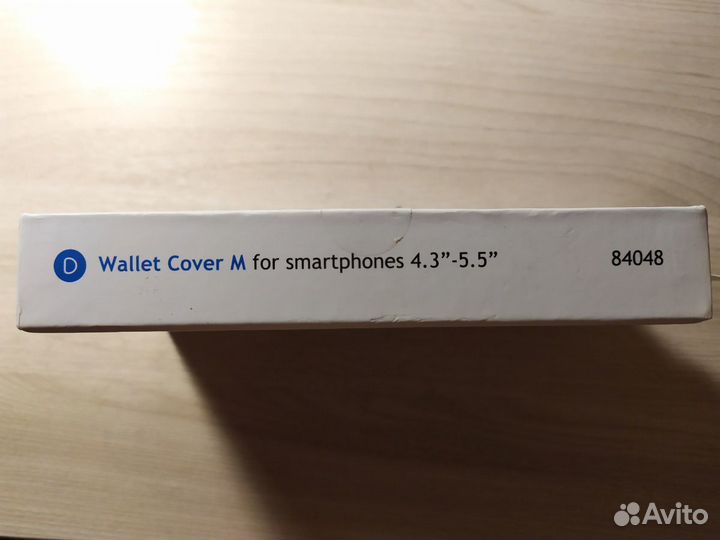 D Wallet Cover M for smartphones 4.3”-5.5” 84048
Avito